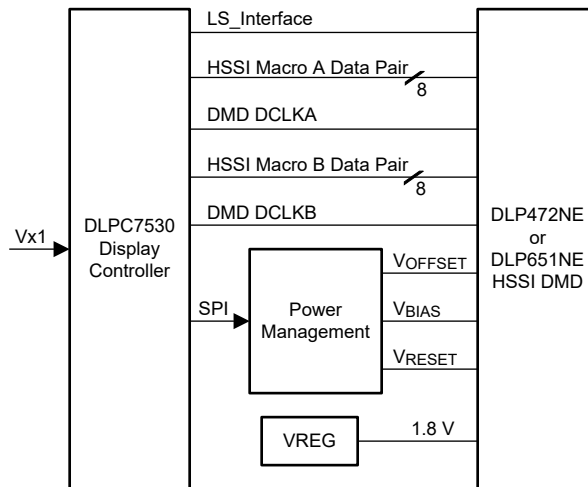 LS_Interface
HSSI Macro A Data Pair
8
DMD DCLKA
HSSI Macro B Data Pair
8
DMD DCLKB
Vx1
DLPC7530
Display
Controller
DLP472NE
or
DLP651NE
HSSI DMD
SPI
Power
Management
VOFFSET
VBIAS
VRESET
VREG
1.8 V